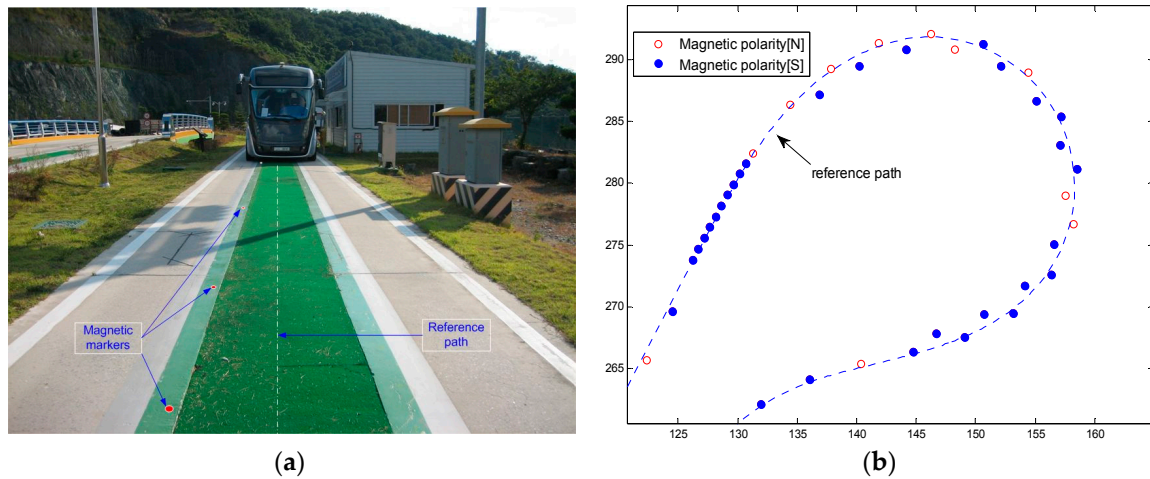 Magnetic
markers
Reference
path
(a)
Magnetic polarity[N]
Magnetic polarity[S]
reference path
290
285
280
275
270
265
125
130
135
140
145
150
155
160
(b)